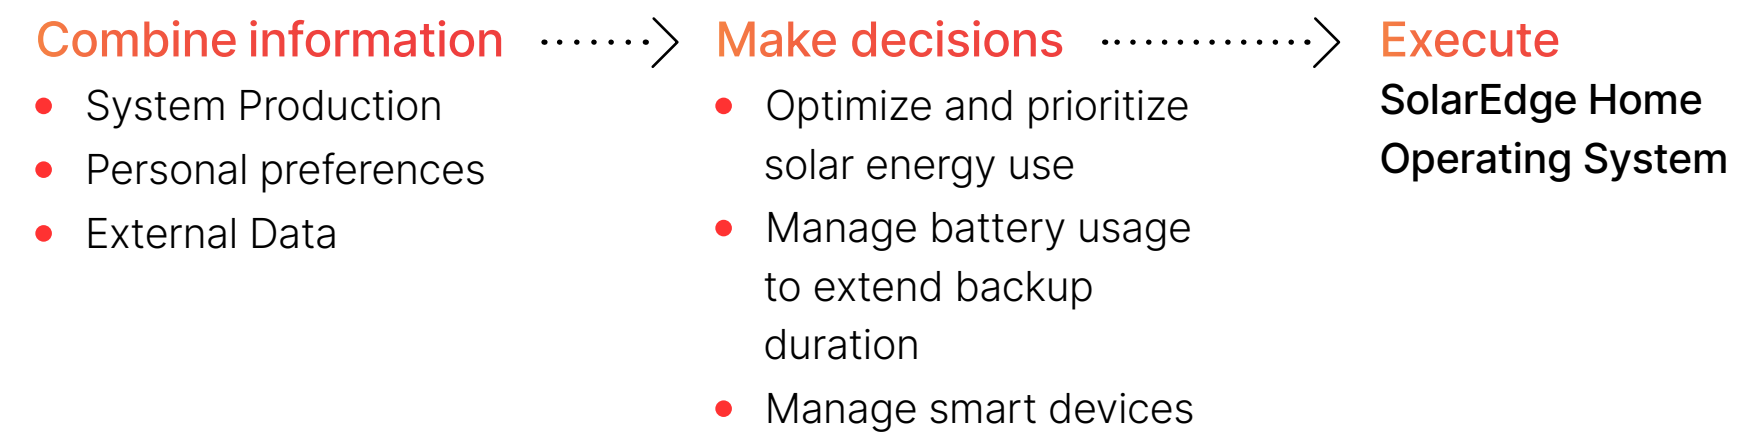 Combine information
System Production
Personal preferences
External Data
Make decisions
Optimize and prioritize
solar energy use
Manage battery usage
to extend backup
duration
Manage smart devices
Execute
SolarEdge Home
Operating System